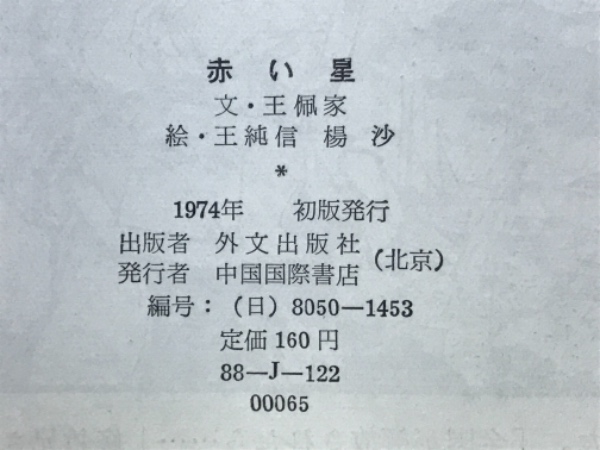 赤い星
文・王佩家
絵・王純信 楊沙
*
1974年 初版発行
出版者 外文出版社
発行者 中国国際書店 (北京)
編号：(日) 8050—1453
定価 160 円
88—J—122
00065